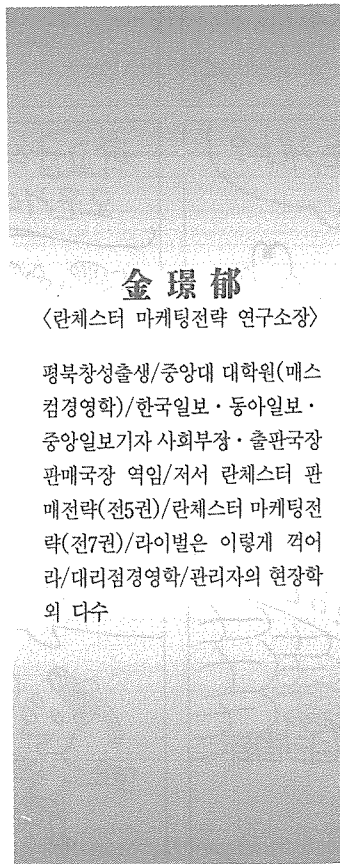 金 璟 郁
〈란체스터 마케팅전략 연구소장〉
평북창성출생/중앙대 대학원(매스
컴경영학)/한국일보·동아일보·
중앙일보기자 사회부장·출판국장
판매국장 역임/저서 란체스터 판
매전략(전5권)/란체스터 마케팅전
략(전7권)/라이벌은 이렇게 꺽어
라/대리점경영학/관리자의 현장학
외 다수